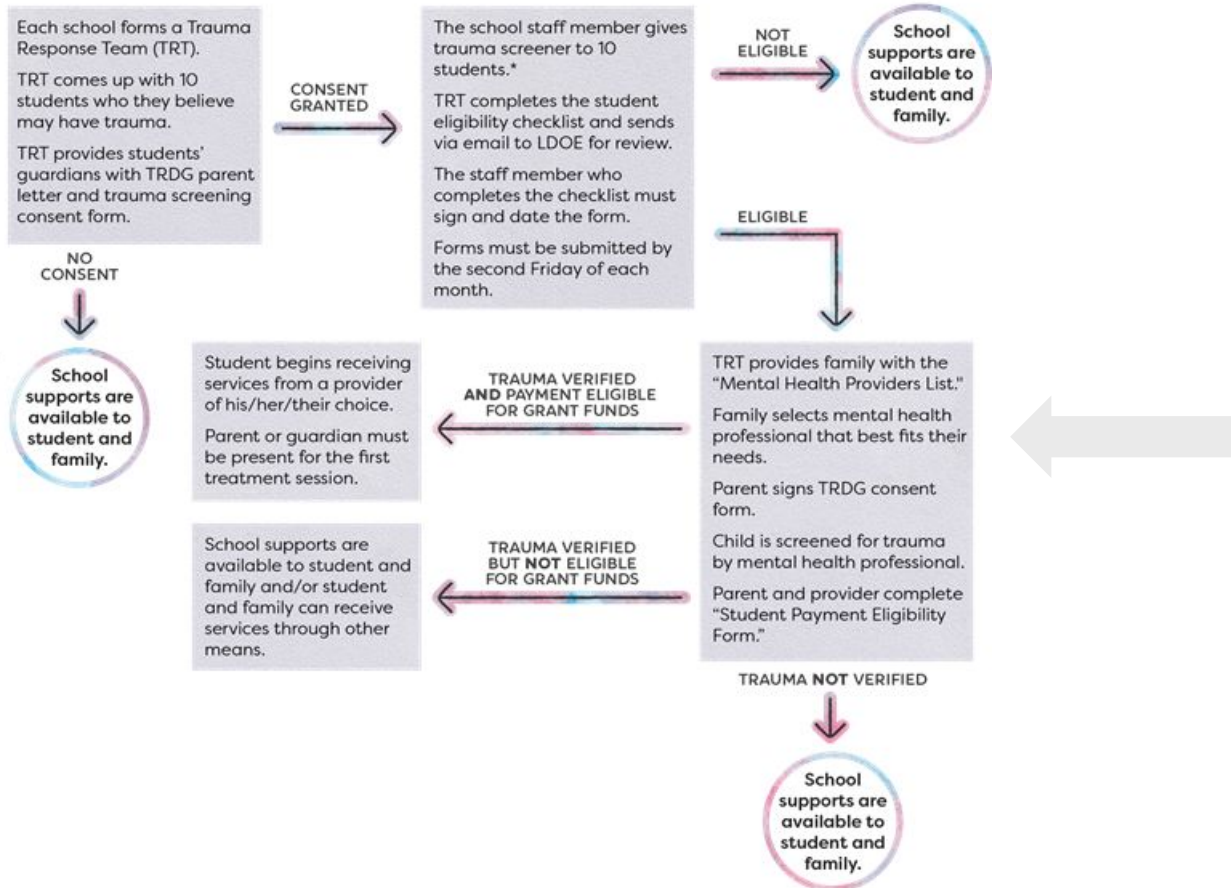 Each school forms a Trauma
Response Team (TRT).
TRT comes up with 10
students who they believe
may have trauma.
TRT provides students’
guardians with TRDG parent
letter and trauma screening
consent form.
CONSENT
GRANTED
The school staff member gives
trauma screener to 10
students.*
TRT completes the student
eligibility checklist and sends
via email to LDOE for review.
The staff member who
completes the checklist must
sign and date the form.
Forms must be submitted by
the second Friday of each
month.
NOT
ELIGIBLE
School
supports are
available to
student and
family.
ELIGIBLE
NO
CONSENT
School
supports are
available to
student and
family.
Student begins receiving
services from a provider
of his/her/their choice.
Parent or guardian must
be present for the first
treatment session.
TRAUMA VERIFIED
AND PAYMENT ELIGIBLE
FOR GRANT FUNDS
TRT provides family with the
“Mental Health Providers List."
Family selects mental health
professional that best fits their
needs.
Parent signs TRDG consent
form.
Child is screened for trauma
by mental health professional.
Parent and provider complete
“Student Payment Eligibility
Form.”
School supports are
available to student and
family and/or student
and family can receive
services through other
means.
TRAUMA VERIFIED
BUT NOT ELIGIBLE
FOR GRANT FUNDS
TRAUMA NOT VERIFIED
School
supports are
available to
student and
family.